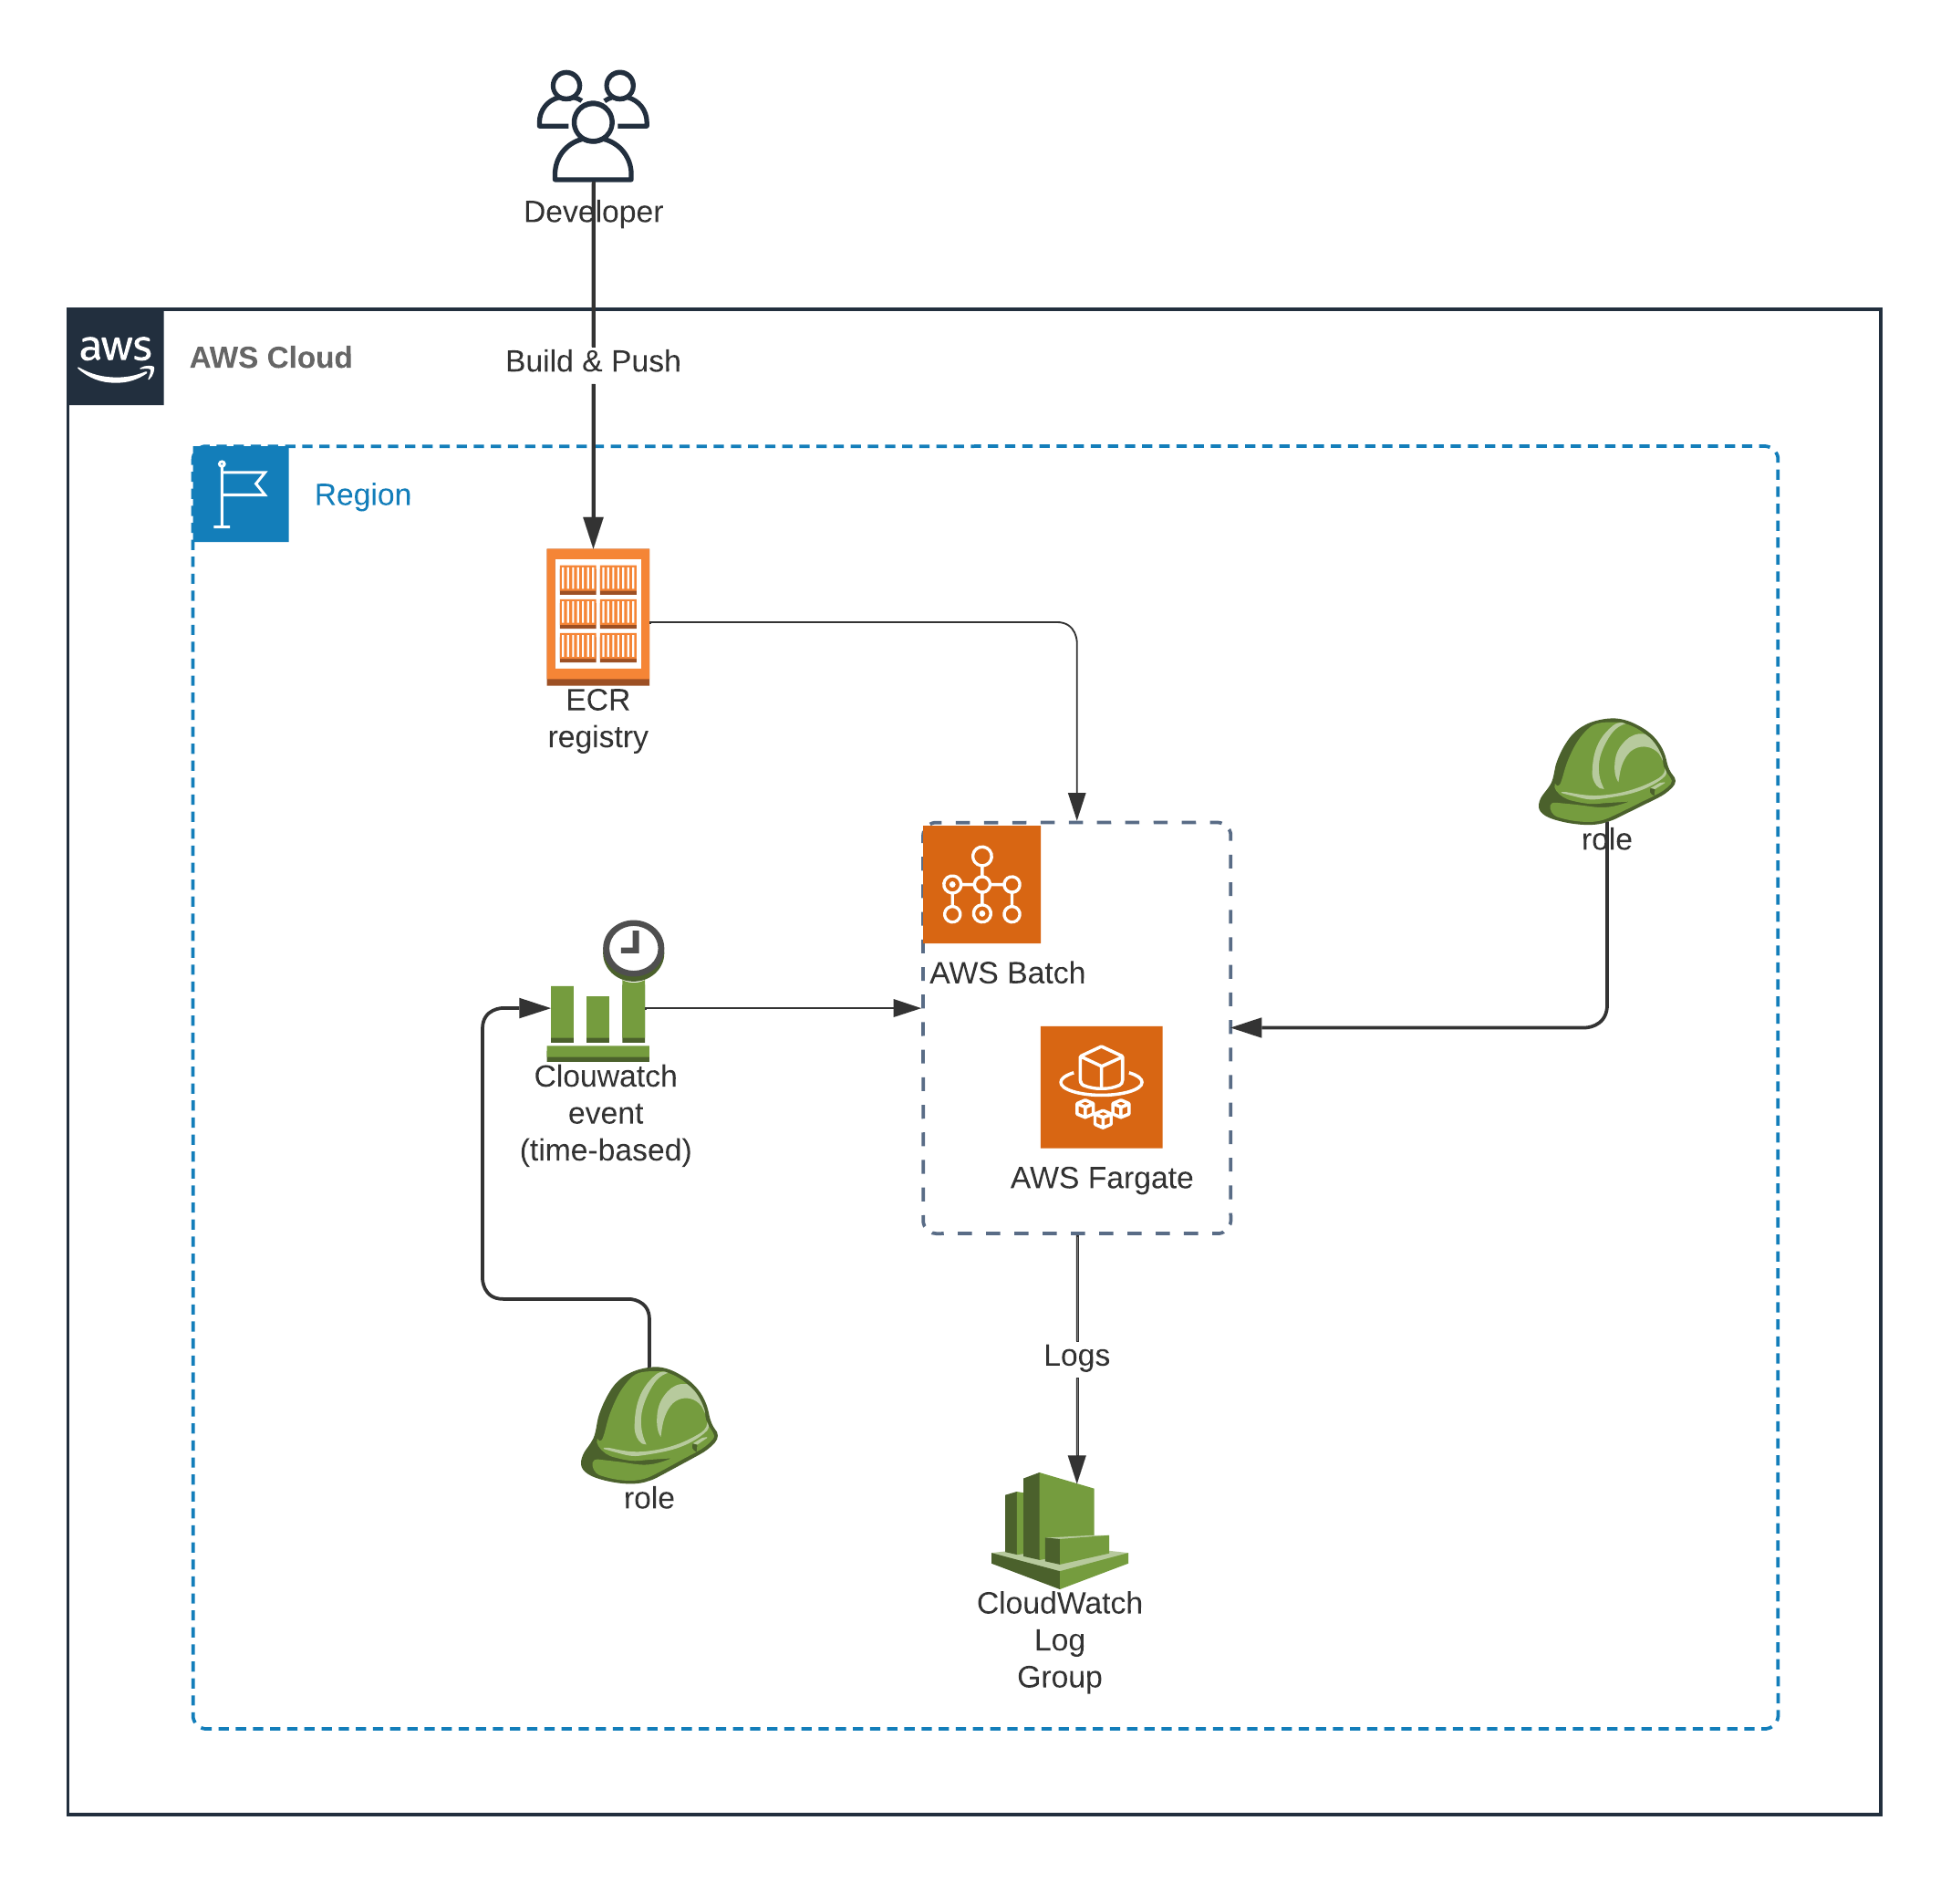 Developer
aws
AWS Cloud
Build & Push
Region
ECR
registry
role
AWS Batch
Clouwatch
event
(time-based)
AWS Fargate
Logs
role
CloudWatch
Log
Group